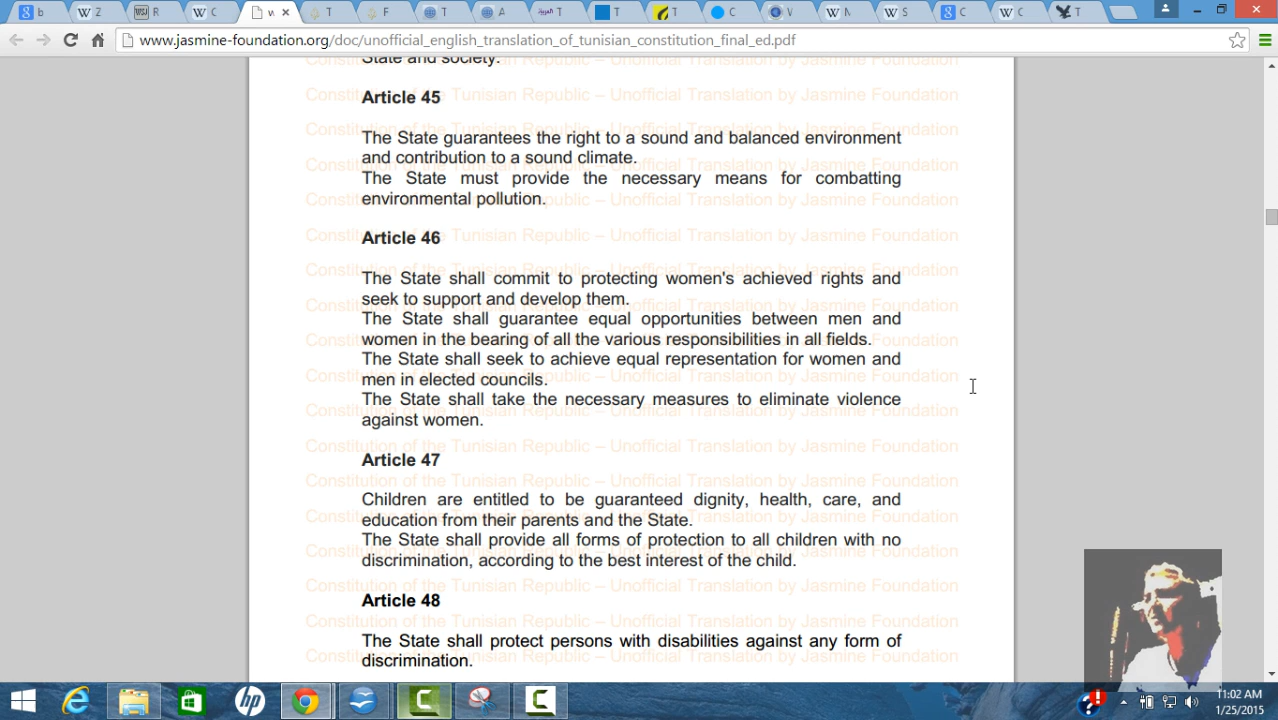 b
Z
R
C
v
T
F
T
A
T
T
T
C
V
N
S
C
C
T
www.jasmine-foundation.org/doc/unofficial_english_translation_of_tunisian_constitution_final_ed.pdf
State and society.
Article 45
The State guarantees the right to a sound and balanced environment
and contribution to a sound climate.
The State must provide the necessary means for combatting
environmental pollution.
Article 46
The State shall commit to protecting women's achieved rights and
seek to support and develop them.
The State shall guarantee equal opportunities between men and
women in the bearing of all the various responsibilities in all fields.
The State shall seek to achieve equal representation for women and
men in elected councils.
The State shall take the necessary measures to eliminate violence
against women.
Article 47
Children are entitled to be guaranteed dignity, health, care, and
education from their parents and the State.
The State shall provide all forms of protection to all children with no
discrimination, according to the best interest of the child.
Article 48
The State shall protect persons with disabilities against any form of
discrimination.
Constitution of the Tunisian Republic – Unofficial Translation by Jasmine Foundation
11:02 AM
1/25/2015